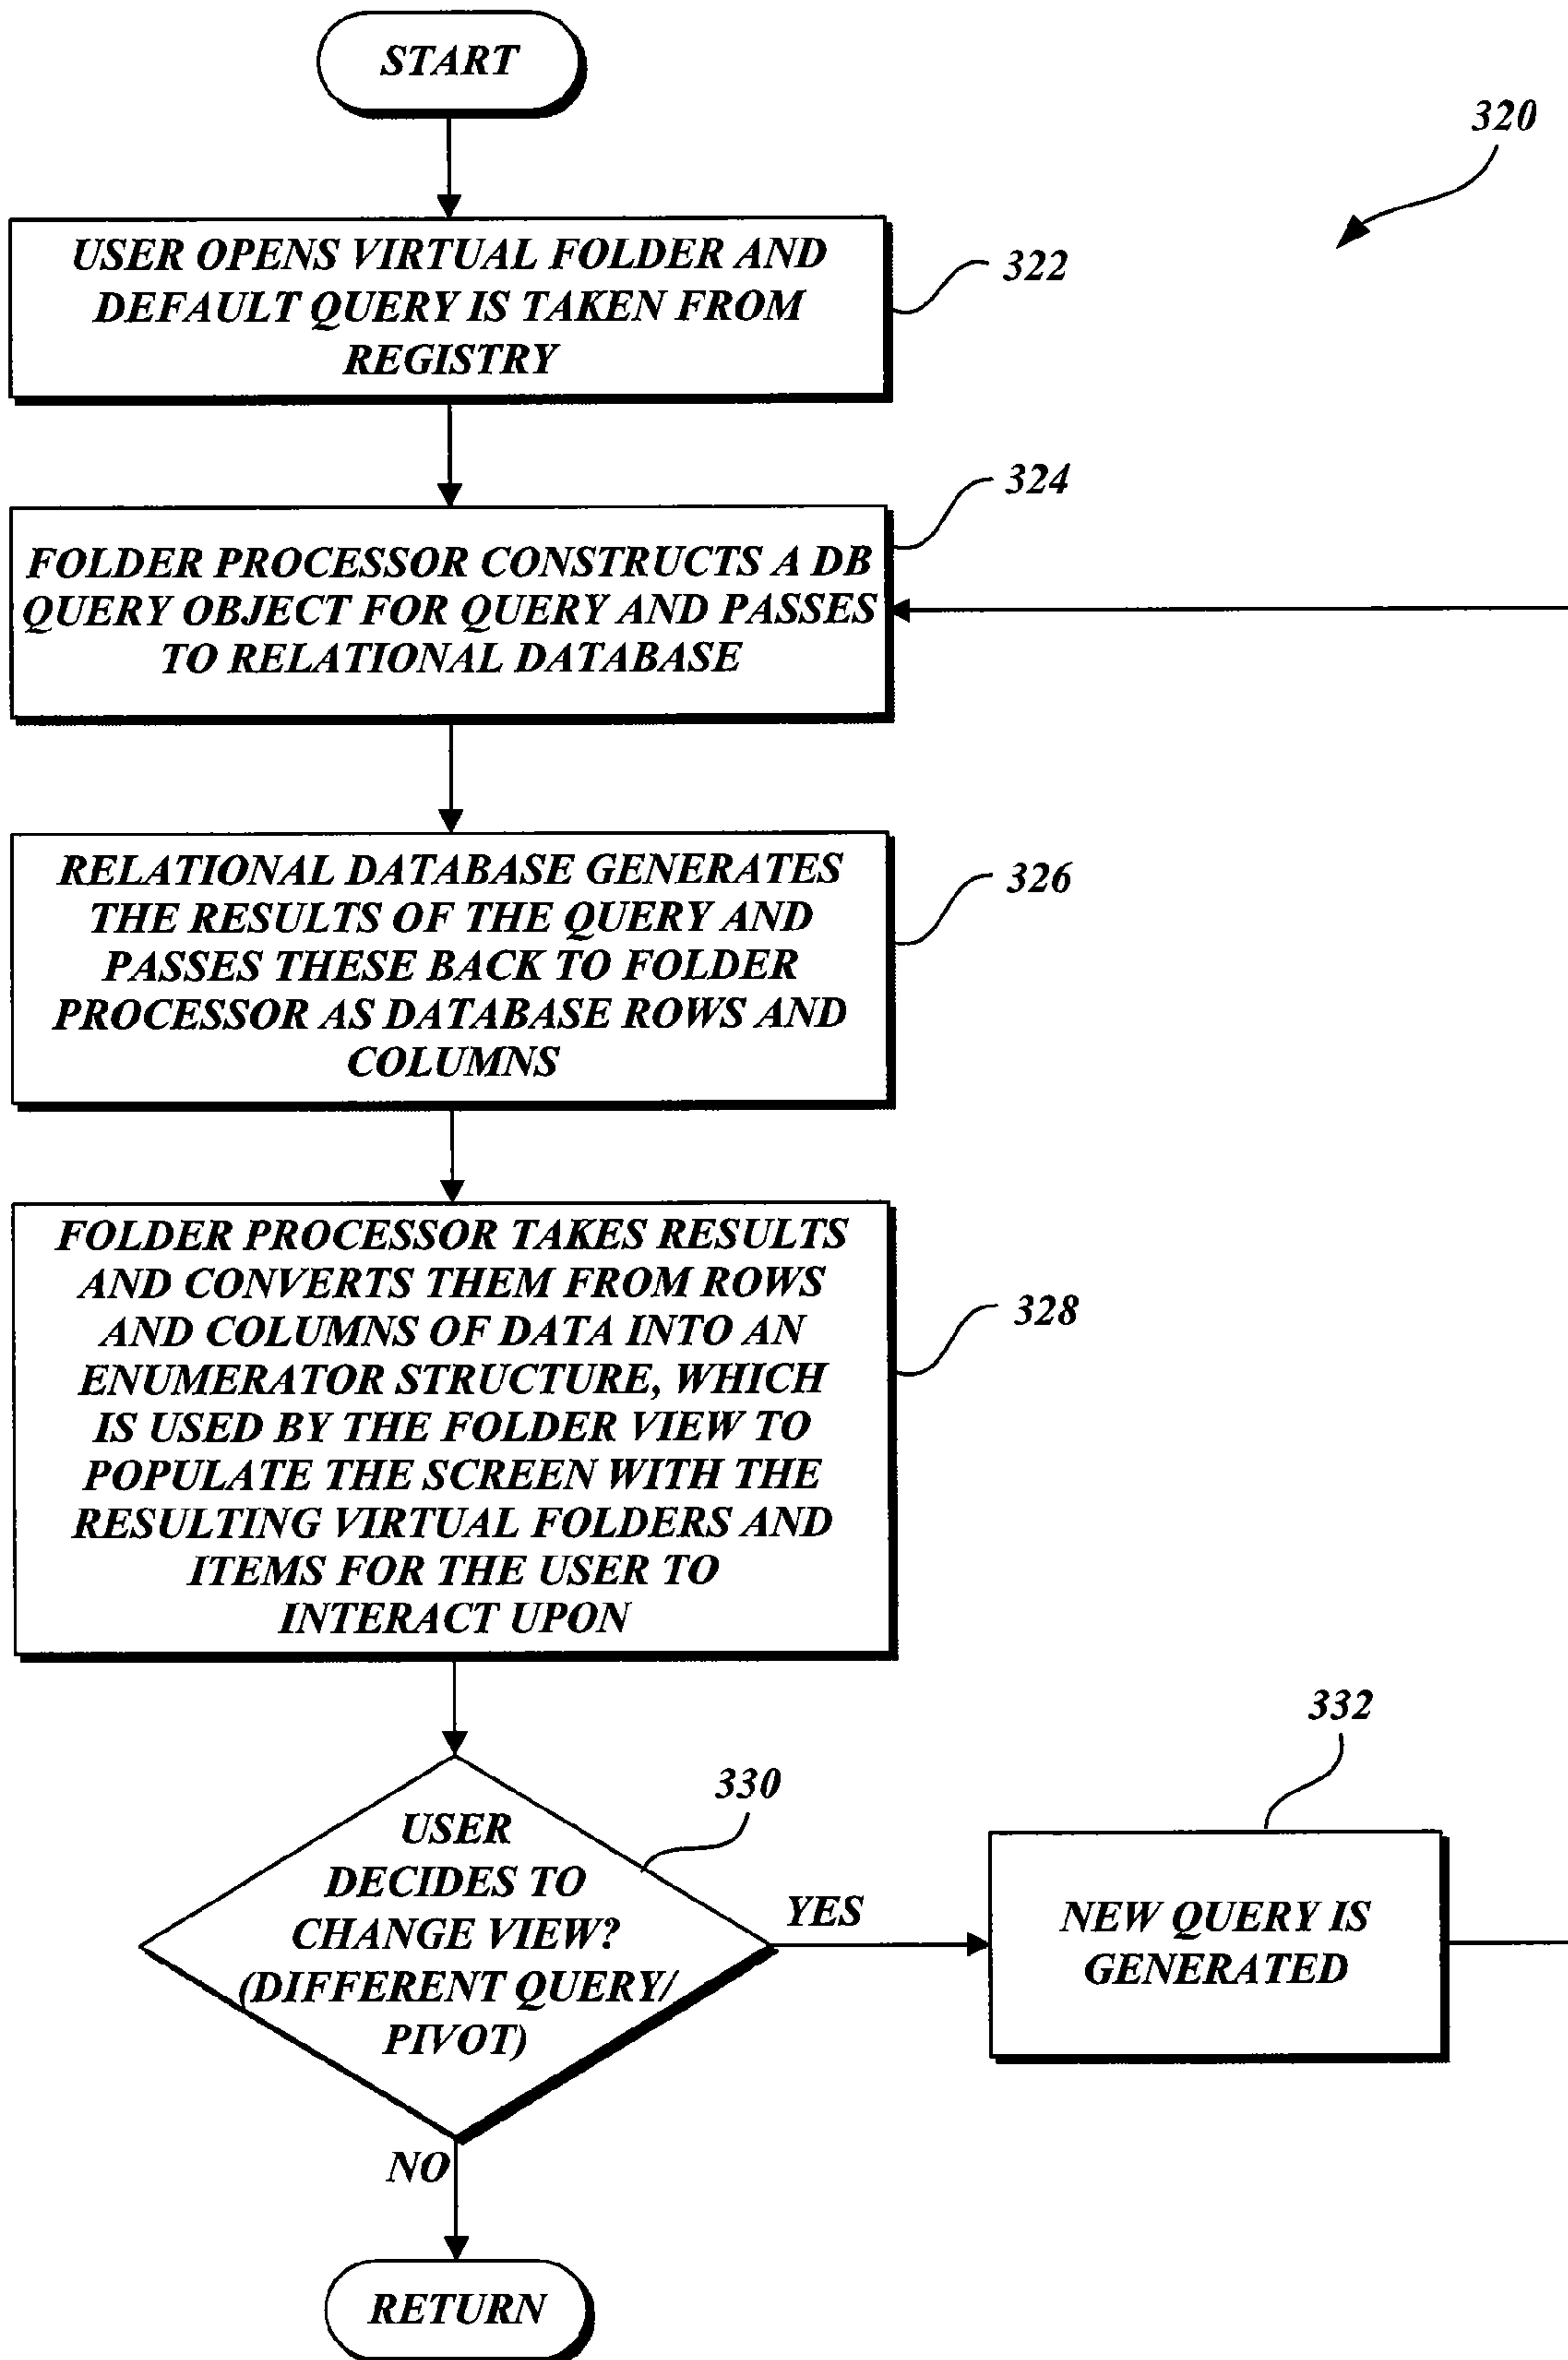 START
320
USER OPENS VIRTUAL FOLDER AND
DEFAULT QUERY IS TAKEN FROM
REGISTRY
322
324
FOLDER PROCESSOR CONSTRUCTS A DB
QUERY OBJECT FOR QUERY AND PASSES
TO RELATIONAL DATABASE
RELATIONAL DATABASE GENERATES
THE RESULTS OF THE QUERY AND
PASSES THESE BACK TO FOLDER
PROCESSOR AS DATABASE ROWS AND
COLUMNS
326
FOLDER PROCESSOR TAKES RESULTS
AND CONVERTS THEM FROM ROWS
AND COLUMNS OF DATA INTO AN
ENUMERATOR STRUCTURE, WHICH
IS USED BY THE FOLDER VIEW TO
POPULATE THE SCREEN WITH THE
RESULTING VIRTUAL FOLDERS AND
ITEMS FOR THE USER TO
INTERACT UPON
328
330
USER
DECIDES TO
CHANGE VIEW?
(DIFFERENT QUERY/
PIVOT)
YES
332
NEW QUERY IS
GENERATED
NO
RETURN